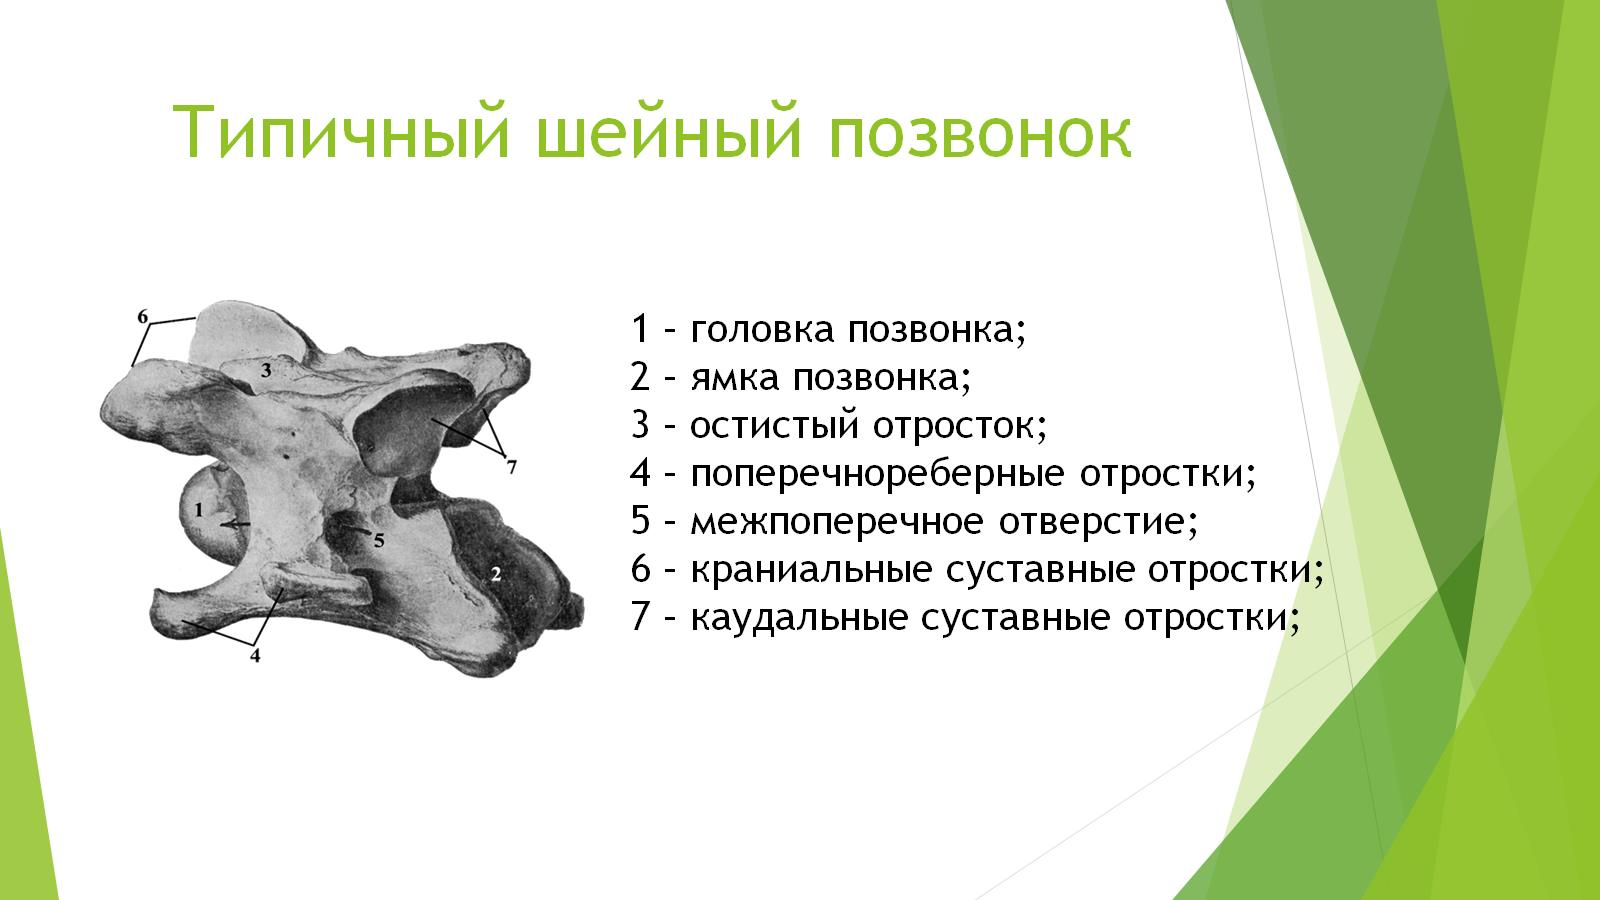 Типичный шейный позвонок
6
3
7
1
5
2
4
1 – головка позвонка;
2 – ямка позвонка;
3 – остистый отросток;
4 – поперечнореберные отростки;
5 – межпоперечное отверстие;
6 – краниальные суставные отростки;
7 – каудальные суставные отростки;